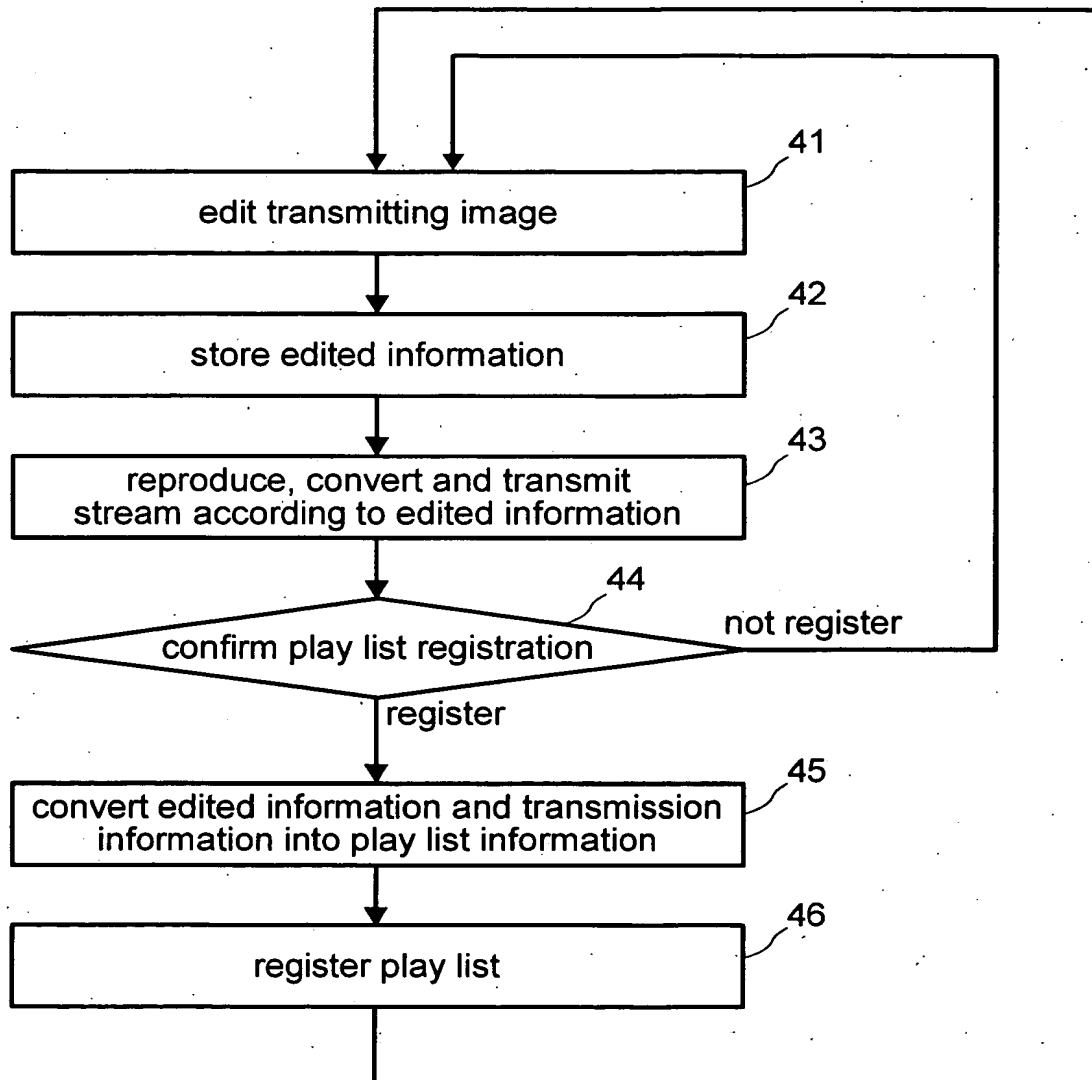 41
edit transmitting image
42
store edited information
43
reproduce, convert and transmit
stream according to edited information
44
confirm play list registration
not register
register
45
convert edited information and transmission
information into play list information
46
register play list